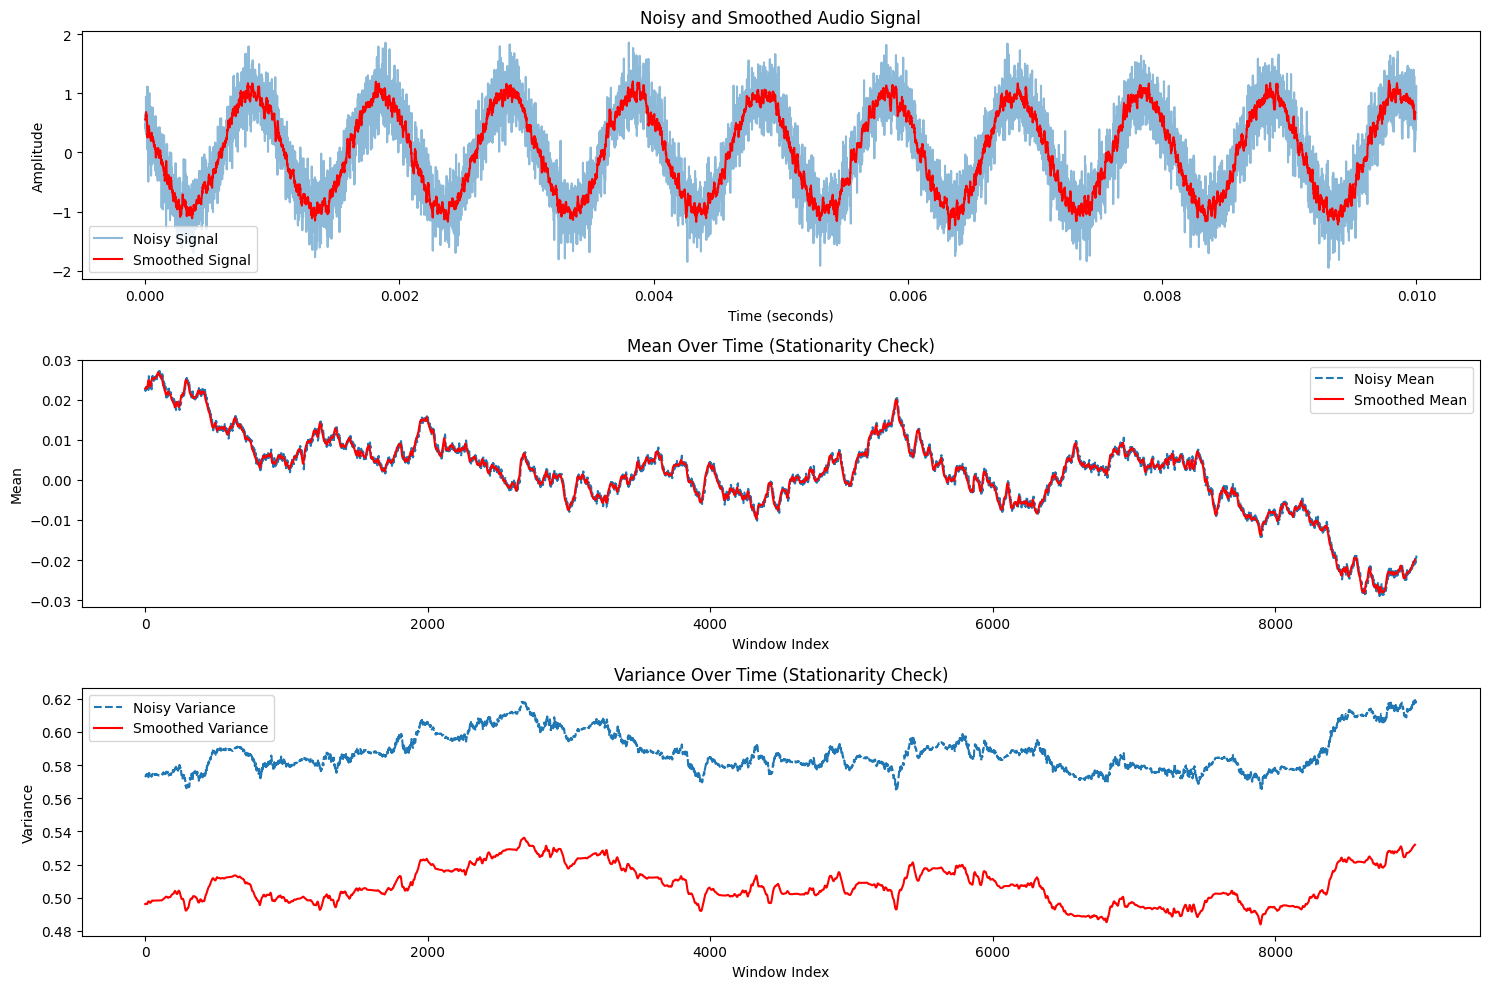 Noisy and Smoothed Audio Signal
2
1
0
−1
−2
Amplitude
Noisy Signal
Smoothed Signal
0.000 0.002 0.004 0.006 0.008 0.010
Time (seconds)
Mean Over Time (Stationarity Check)
0.03
0.02
0.01
0.00
−0.01
−0.02
−0.03
Mean
Noisy Mean
Smoothed Mean
0 2000 4000 6000 8000
Window Index
Variance Over Time (Stationarity Check)
0.62
0.60
0.58
0.56
0.54
0.52
0.50
0.48
Variance
Noisy Variance
Smoothed Variance
0 2000 4000 6000 8000
Window Index